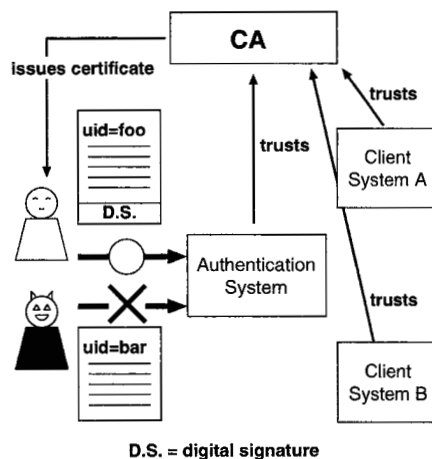 CA
issues certificate
uid=foo
D.S.
trusts
trusts
Client
System A
Authentication
System
trusts
uid=bar
Client
System B
D.S. = digital signature